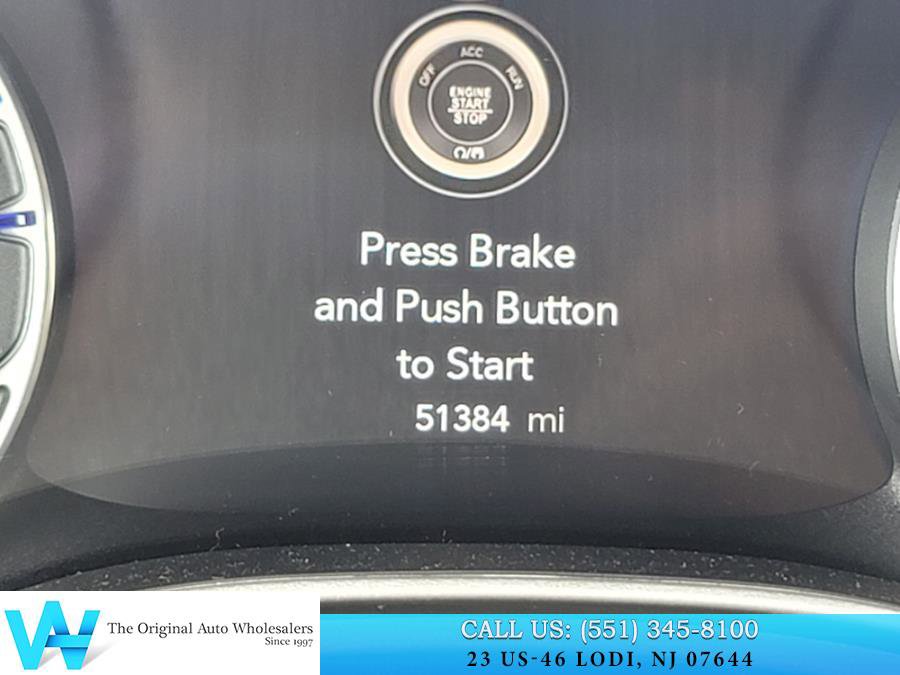 OFF ACC RUN
ENGINE
START
STOP
Press Brake
and Push Button
to Start
51384 mi
The Original Auto Wholesalers
Since 1997
CALL US: (551) 345-8100
23 US-46 LODI, NJ 07644